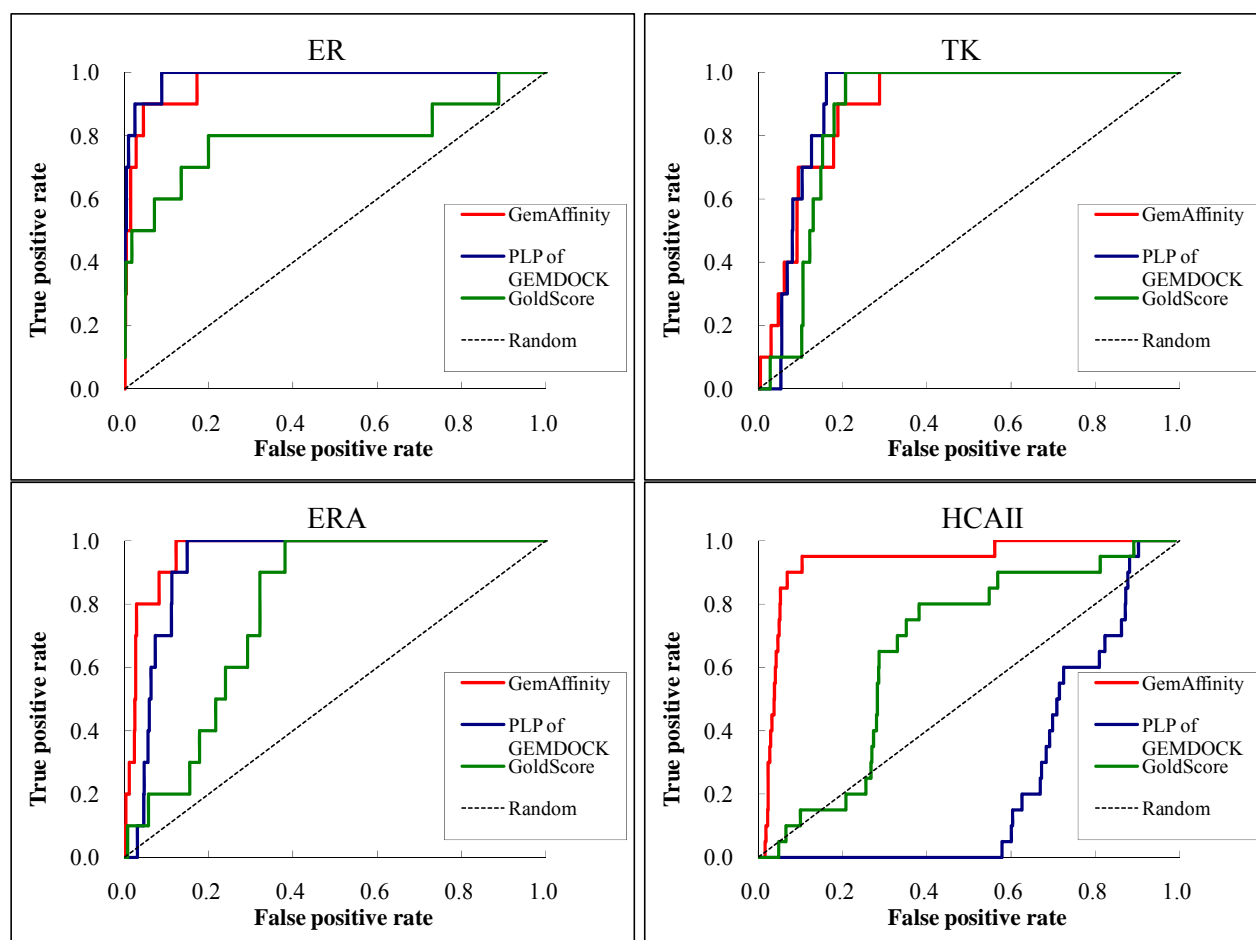 ER
1.0
0.8
0.6
0.4
0.2
0.0
True positive rate
GemAffinity
PLP of
GEMDOCK
GoldScore
Random
0.0 0.2 0.4 0.6 0.8 1.0
False positive rate
TK
1.0
0.8
0.6
0.4
0.2
0.0
True positive rate
GemAffinity
PLP of
GEMDOCK
GoldScore
Random
0.0 0.2 0.4 0.6 0.8 1.0
False positive rate
ERA
1.0
0.8
0.6
0.4
0.2
0.0
True positive rate
GemAffinity
PLP of
GEMDOCK
GoldScore
Random
0.0 0.2 0.4 0.6 0.8 1.0
False positive rate
HCAII
1.0
0.8
0.6
0.4
0.2
0.0
True positive rate
GemAffinity
PLP of
GEMDOCK
GoldScore
Random
0.0 0.2 0.4 0.6 0.8 1.0
False positive rate